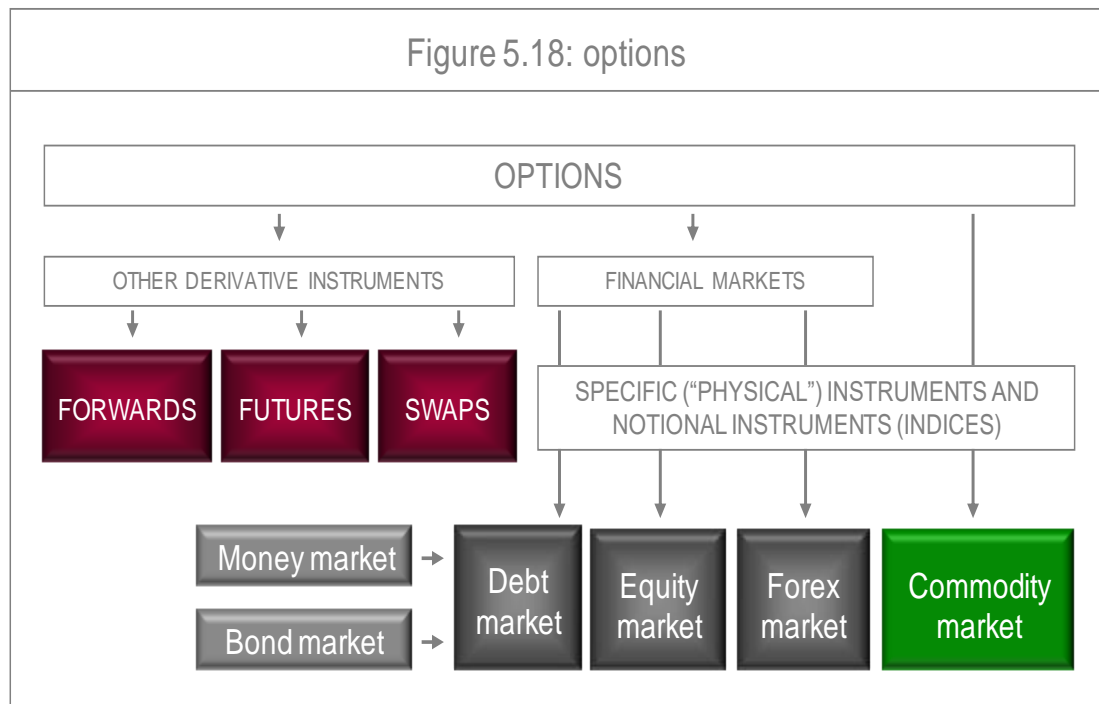 Figure 5.18: options
OPTIONS
OTHER DERIVATIVE INSTRUMENTS
FINANCIAL MARKETS
FORWARDS
FUTURES
SWAPS
SPECIFIC (“PHYSICAL”) INSTRUMENTS AND
NOTIONAL INSTRUMENTS (INDICES)
Money market
Bond market
Debt
market
Equity
market
Forex
market
Commodity
market